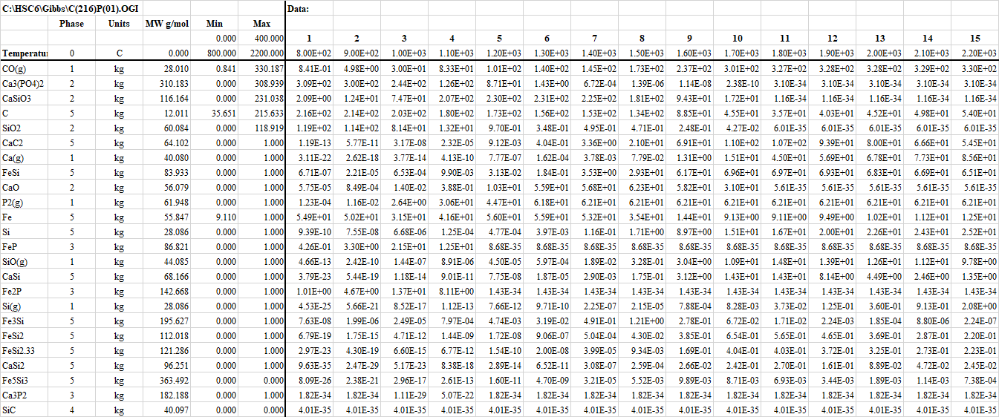 C:\HSC6\Gibbs\C(216)P(01).OGI Data:
Phase Units MW g/mol Min Max
0.000 400.000 1 2 3 4 5 6 7 8 9 10 11 12 13 14 15
Temperatu 0 C 0.000 800.000 2200.000 8.00E+02 9.00E+02 1.00E+03 1.10E+03 1.20E+03 1.30E+03 1.40E+03 1.50E+03 1.60E+03 1.70E+03 1.80E+03 1.90E+03 2.00E+03 2.10E+03 2.20E+03
CO(g) 1 kg 28.010 0.841 330.187 8.41E-01 4.98E+00 3.00E+01 8.33E+01 1.01E+02 1.40E+02 1.45E+02 1.73E+02 2.37E+02 3.01E+02 3.27E+02 3.28E+02 3.28E+02 3.29E+02 3.30E+02
Ca3(PO4)2 2 kg 310.183 0.000 308.939 3.09E+02 3.00E+02 2.44E+02 1.26E+02 8.71E+01 1.43E+00 6.72E-04 1.39E-06 1.14E-08 2.38E-10 3.10E-34 3.10E-34 3.10E-34 3.10E-34 3.10E-34
CaSiO3 2 kg 116.164 0.000 231.038 2.09E+00 1.24E+01 7.47E+01 2.07E+02 2.30E+02 2.31E+02 2.25E+02 1.81E+02 9.43E+01 1.72E+01 1.16E-34 1.16E-34 1.16E-34 1.16E-34 1.16E-34
C 5 kg 12.011 35.651 215.633 2.16E+02 2.14E+02 2.03E+02 1.80E+02 1.73E+02 1.56E+02 1.53E+02 1.34E+02 8.85E+01 4.55E+01 3.57E+01 4.03E+01 4.52E+01 4.98E+01 5.40E+01
SiO2 2 kg 60.084 0.000 118.919 1.19E+02 1.14E+02 8.14E+01 1.32E+01 9.70E-01 3.48E-01 4.95E-01 4.71E-01 2.48E-01 4.27E-02 6.01E-35 6.01E-35 6.01E-35 6.01E-35 6.01E-35
CaC2 5 kg 64.102 0.000 1.000 1.19E-13 5.77E-11 3.17E-08 2.32E-05 9.12E-03 4.04E-01 3.36E+00 2.10E+01 6.91E+01 1.10E+02 1.07E+02 9.39E+01 8.00E+01 6.66E+01 5.45E+01
Ca(g) 1 kg 40.080 0.000 1.000 3.11E-22 2.62E-18 3.77E-14 4.13E-10 7.77E-07 1.62E-04 3.78E-03 7.79E-02 1.31E+00 1.51E+01 4.50E+01 5.69E+01 6.78E+01 7.73E+01 8.56E+01
FeSi 5 kg 83.933 0.000 1.000 6.71E-07 2.21E-05 6.53E-04 9.90E-03 3.13E-02 1.84E-01 3.53E+00 2.93E+01 6.17E+01 6.96E+01 6.97E+01 6.93E+01 6.83E+01 6.69E+01 6.51E+01
CaO 2 kg 56.079 0.000 1.000 5.75E-05 8.49E-04 1.40E-02 3.88E-01 1.03E+01 5.59E+01 5.68E+01 6.23E+01 5.82E+01 3.10E+01 5.61E-35 5.61E-35 5.61E-35 5.61E-35 5.61E-35
P2(g) 1 kg 61.948 0.000 1.000 1.23E-04 1.16E-02 2.64E+00 3.06E+01 4.47E+01 6.18E+01 6.21E+01 6.21E+01 6.21E+01 6.21E+01 6.21E+01 6.21E+01 6.21E+01 6.21E+01 6.21E+01
Fe 5 kg 55.847 9.110 1.000 5.49E+01 5.02E+01 3.15E+01 4.16E+01 5.60E+01 5.59E+01 5.32E+01 3.54E+01 1.44E+01 9.13E+00 9.11E+00 9.49E+00 1.02E+01 1.12E+01 1.25E+01
Si 5 kg 28.086 0.000 1.000 9.39E-10 7.55E-08 6.68E-06 1.25E-04 4.77E-04 3.97E-03 1.16E-01 1.71E+00 8.97E+00 1.51E+01 1.67E+01 2.00E+01 2.26E+01 2.43E+01 2.52E+01
FeP 3 kg 86.821 0.000 1.000 4.26E-01 3.30E+00 2.15E+01 1.25E+01 8.68E-35 8.68E-35 8.68E-35 8.68E-35 8.68E-35 8.68E-35 8.68E-35 8.68E-35 8.68E-35 8.68E-35 8.68E-35
SiO(g) 1 kg 44.085 0.000 1.000 4.66E-13 2.42E-10 1.44E-07 8.91E-06 4.50E-05 5.97E-04 1.89E-02 3.28E-01 3.04E+00 1.09E+01 1.48E+01 1.39E+01 1.26E+01 1.12E+01 9.78E+00
CaSi 5 kg 68.166 0.000 1.000 3.79E-23 5.44E-19 1.18E-14 9.01E-11 7.75E-08 1.87E-05 2.90E-03 1.75E-01 3.12E+00 1.43E+01 1.43E+01 8.14E+00 4.49E+00 2.46E+00 1.35E+00
Fe2P 3 kg 142.668 0.000 1.000 1.01E+00 4.67E+00 1.37E+01 8.11E+00 1.43E-34 1.43E-34 1.43E-34 1.43E-34 1.43E-34 1.43E-34 1.43E-34 1.43E-34 1.43E-34 1.43E-34 1.43E-34
Si(g) 1 kg 28.086 0.000 1.000 4.53E-25 5.66E-21 8.52E-17 1.12E-13 7.66E-12 9.71E-10 2.25E-07 2.15E-05 7.88E-04 8.28E-03 3.73E-02 1.25E-01 3.60E-01 9.13E-01 2.08E+00
Fe3Si 5 kg 195.627 0.000 1.000 7.63E-08 1.99E-06 2.49E-05 7.97E-04 4.74E-03 3.19E-02 4.91E-01 1.21E+00 2.78E-01 6.72E-02 1.71E-02 2.24E-03 1.85E-04 8.80E-06 2.24E-07
FeSi2 5 kg 112.018 0.000 1.000 6.79E-19 1.75E-15 4.71E-12 1.44E-09 1.72E-08 9.06E-07 5.04E-04 4.30E-02 3.85E-01 6.54E-01 5.65E-01 4.65E-01 3.69E-01 2.87E-01 2.20E-01
FeSi2.33 5 kg 121.286 0.000 1.000 2.97E-23 4.30E-19 6.60E-15 6.77E-12 1.54E-10 2.00E-08 3.99E-05 9.34E-03 1.69E-01 4.04E-01 4.03E-01 3.72E-01 3.25E-01 2.73E-01 2.23E-01
CaSi2 5 kg 96.251 0.000 1.000 9.63E-35 2.47E-29 5.17E-23 8.38E-18 2.89E-14 6.52E-11 3.08E-07 2.59E-04 2.66E-02 2.42E-01 2.70E-01 1.61E-01 8.89E-02 4.72E-02 2.45E-02
Fe5Si3 5 kg 363.492 0.000 0.000 8.09E-26 2.38E-21 2.96E-17 2.61E-13 1.60E-11 4.70E-09 3.21E-05 5.52E-03 9.89E-03 8.71E-03 6.93E-03 3.44E-03 1.89E-03 1.14E-03 7.38E-04
Ca3P2 3 kg 182.188 0.000 1.000 1.82E-34 1.82E-34 1.11E-29 5.07E-22 1.82E-34 1.82E-34 1.82E-34 1.82E-34 1.82E-34 1.82E-34 1.82E-34 1.82E-34 1.82E-34 1.82E-34 1.82E-34
SiC 4 kg 40.097 0.000 0.000 4.01E-35 4.01E-35 4.01E-35 4.01E-35 4.01E-35 4.01E-35 4.01E-35 4.01E-35 4.01E-35 4.01E-35 4.01E-35 4.01E-35 4.01E-35 4.01E-35 4.01E-35